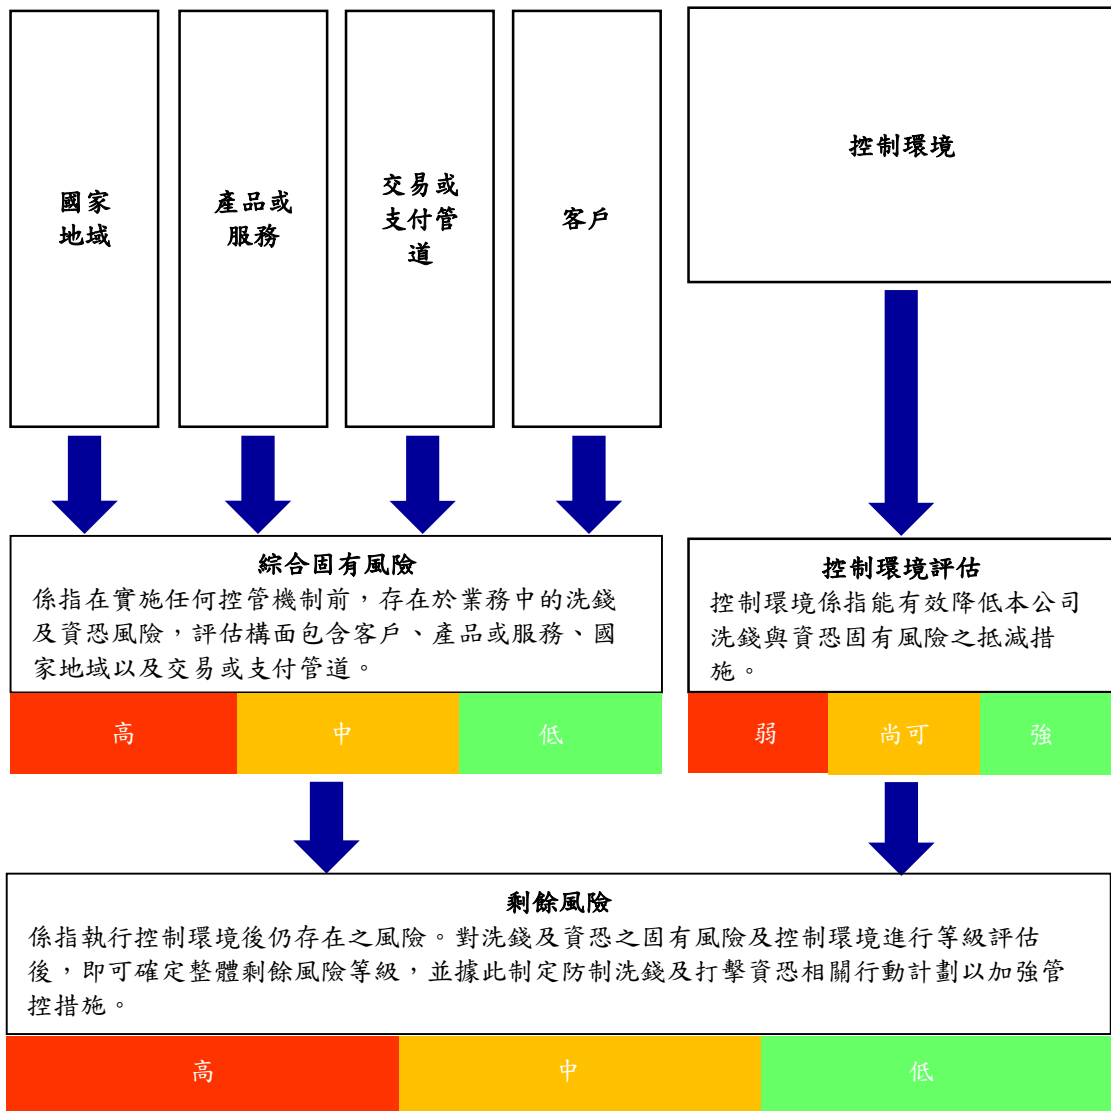 國家
地域
產品或
服務
交易或
支付管
道
客戶
控制環境
綜合固有風險
係指在實施任何控管機制前，存在於業務中的洗錢
及資恐風險，評估構面包含客戶、產品或服務、國
家地域以及交易或支付管道。
高
中
低
控制環境評估
控制環境係指能有效降低本公司
洗錢與資恐固有風險之抵減措
施。
弱
尚可
強
剩餘風險
係指執行控制環境後仍存在之風險。對洗錢及資恐之固有風險及控制環境進行等級評估
後，即可確定整體剩餘風險等級，並據此制定防制洗錢及打擊資恐相關行動計劃以加強管
控措施。
高
中
低